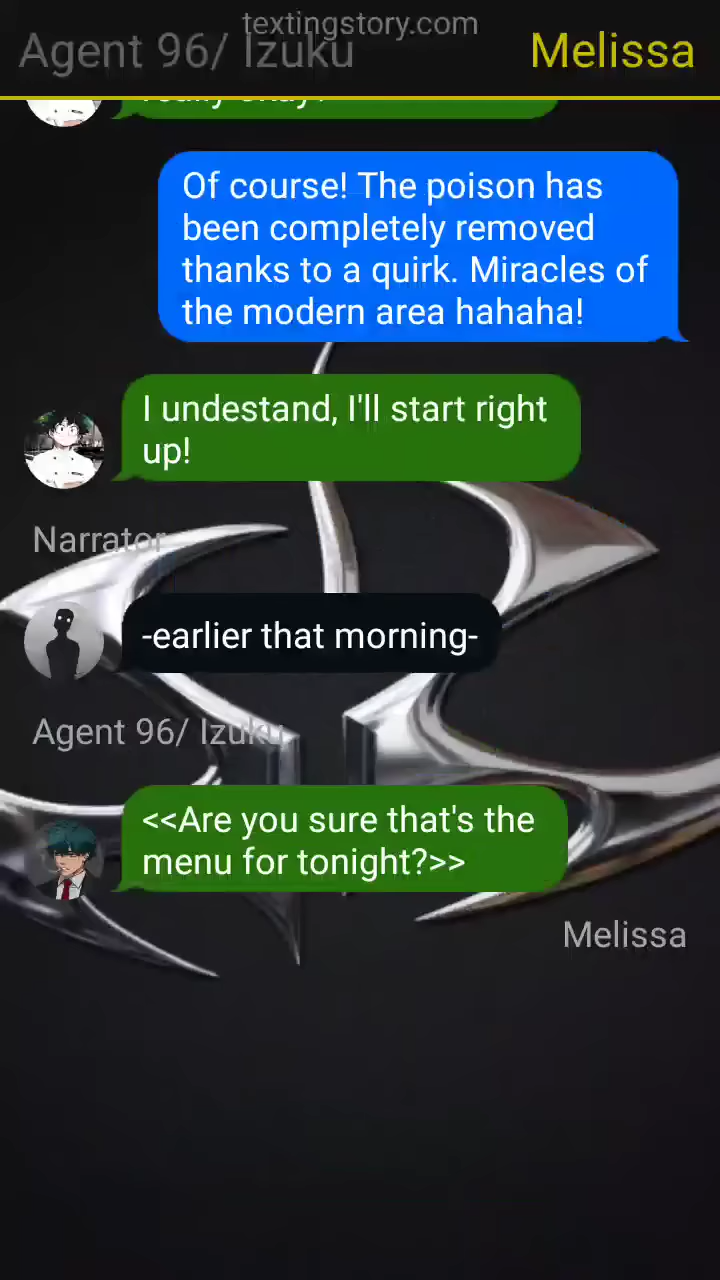 textingstory.com
Agent 96/ Izuku
Melissa
really okay?
Of course! The poison has
been completely removed
thanks to a quirk. Miracles of
the modern area hahaha!
I undestand, I'll start right
up!
Narrator
-earlier that morning-
Agent 96/ Izuku
<<Are you sure that's the
menu for tonight?>>
Melissa